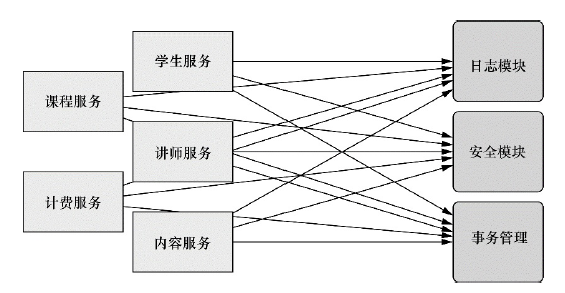 学生服务
课程服务
讲师服务
计费服务
内容服务
日志模块
安全模块
事务管理